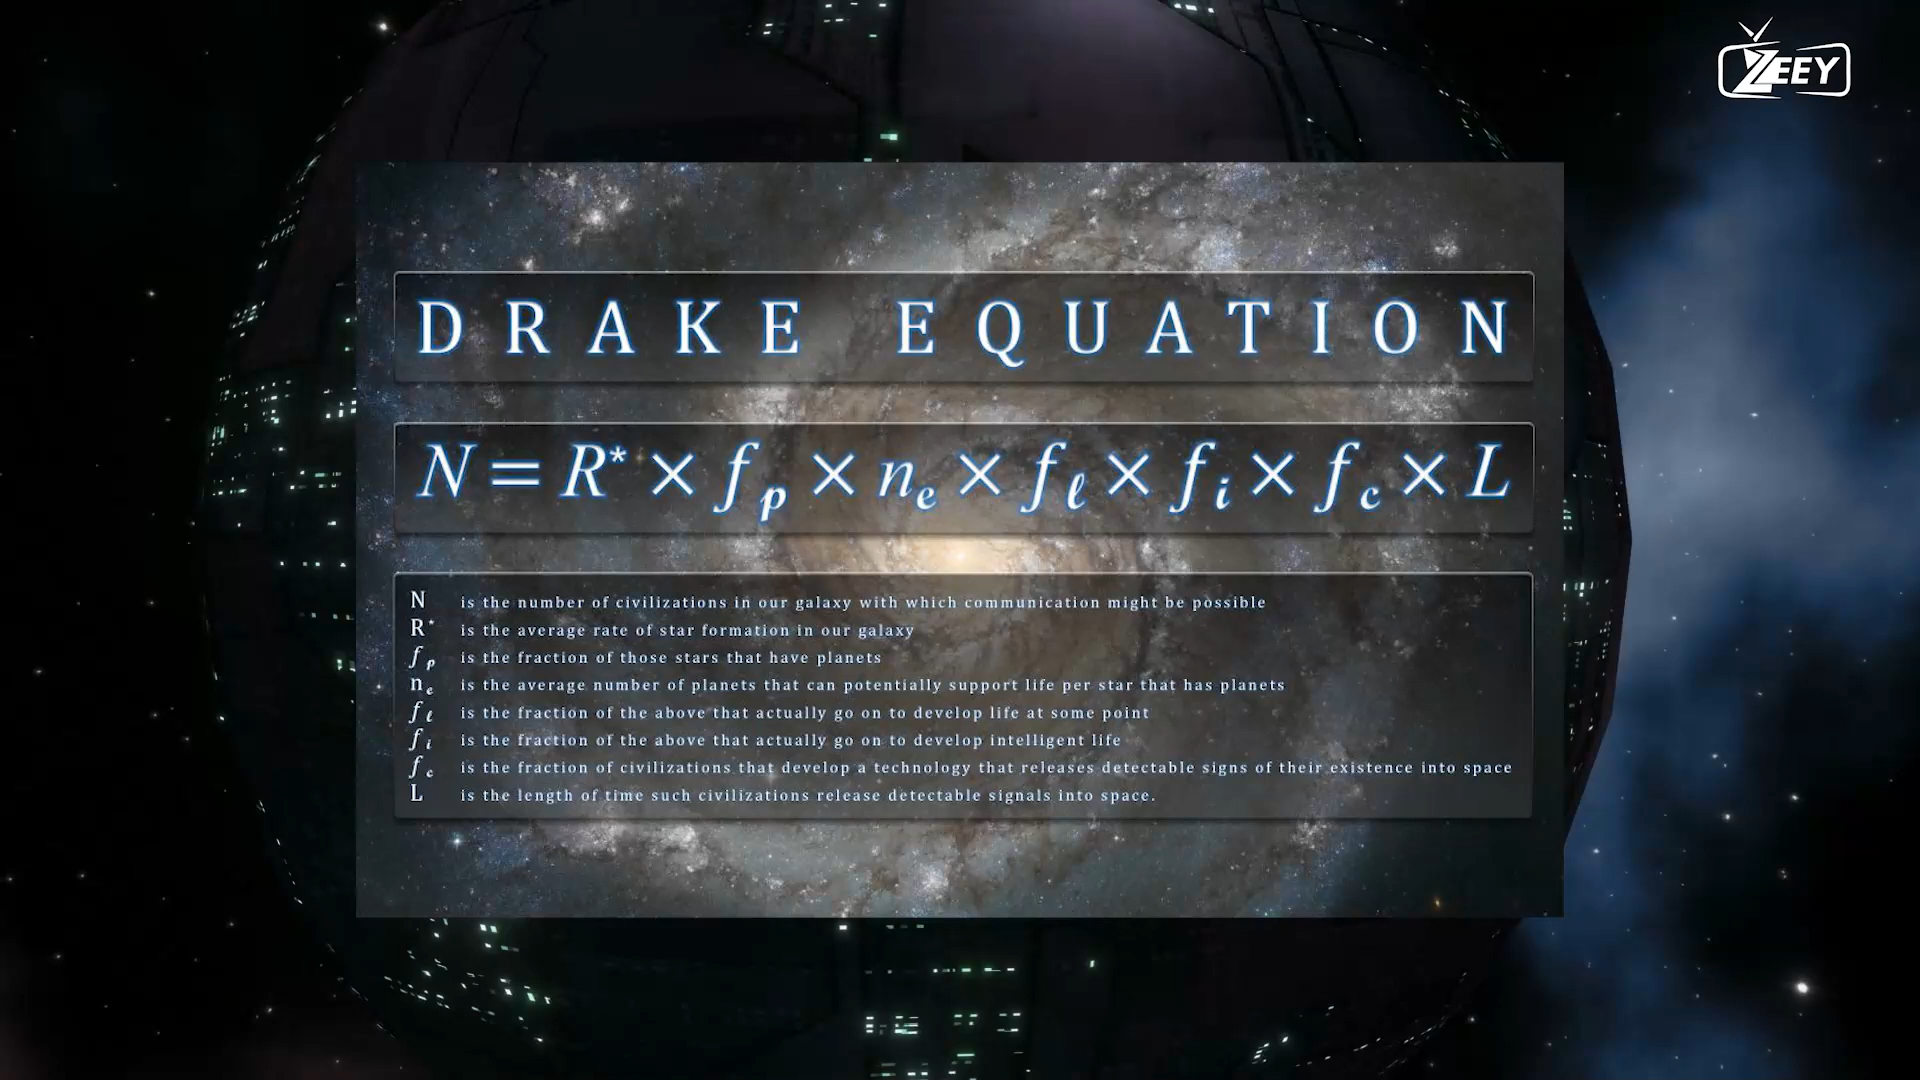 ZEEY
DRAKE EQUATION
N = R* × fp × ne × fℓ × fi × fc × L
N is the number of civilizations in our galaxy with which communication might be possible
R* is the average rate of star formation in our galaxy
fp is the fraction of those stars that have planets
ne is the average number of planets that can potentially support life per star that has planets
fℓ is the fraction of the above that actually go on to develop life at some point
fi is the fraction of the above that actually go on to develop intelligent life
fc is the fraction of civilizations that develop a technology that releases detectable signs of their existence into space
L is the length of time such civilizations release detectable signals into space.